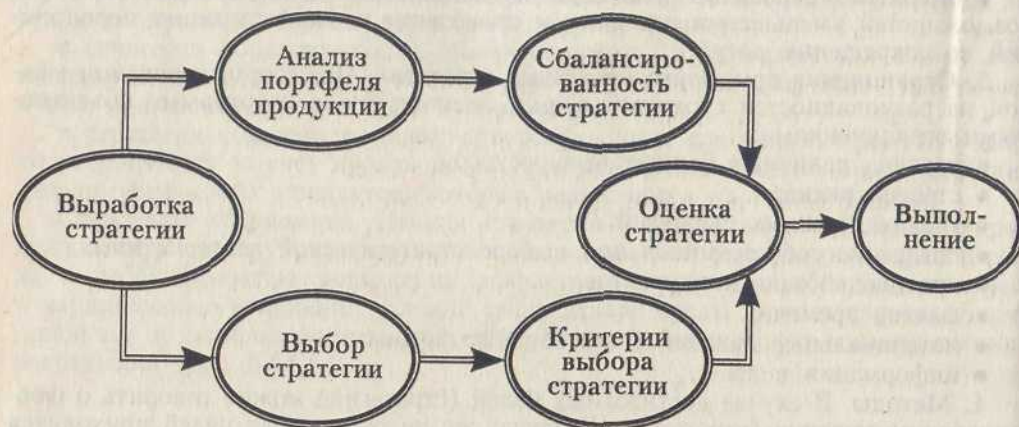 Анализ
портфеля
продукции
Сбалансиро-
ванность
стратегии
Выработка
стратегии
Оценка
стратегии
Выпол-
нение
Выбор
стратегии
Критерии
выбора
стратегии